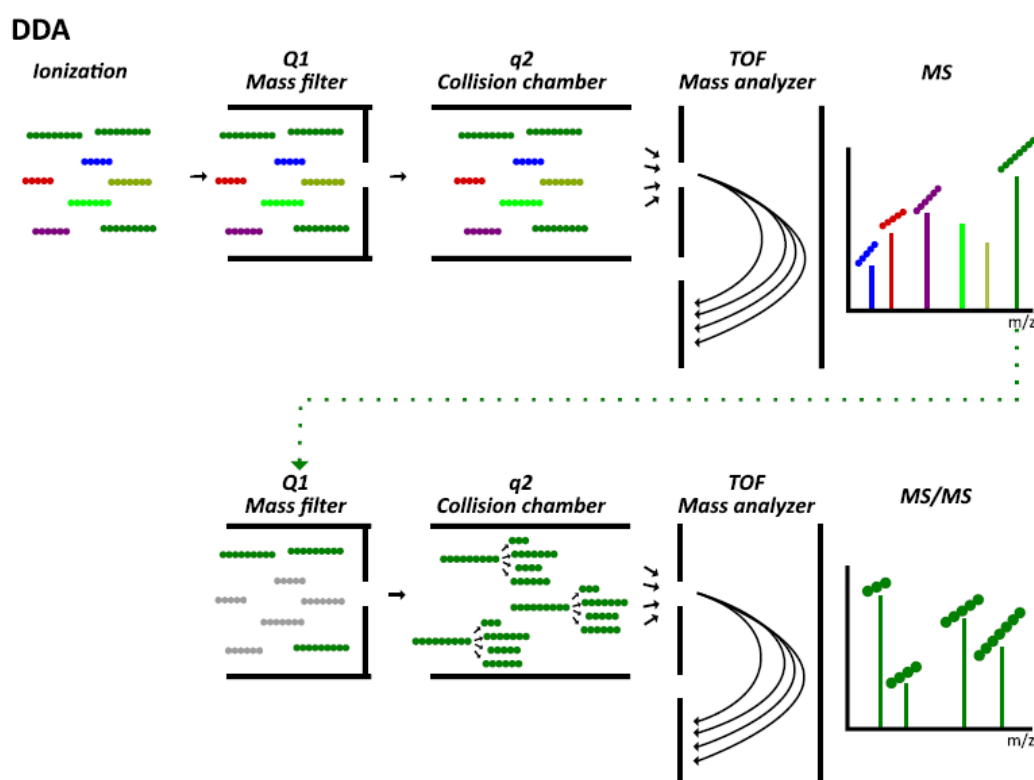 DDA
Ionization
Q1
Mass filter
q2
Collision chamber
TOF
Mass analyzer
MS
m/z
Q1
Mass filter
q2
Collision chamber
TOF
Mass analyzer
MS/MS
m/z